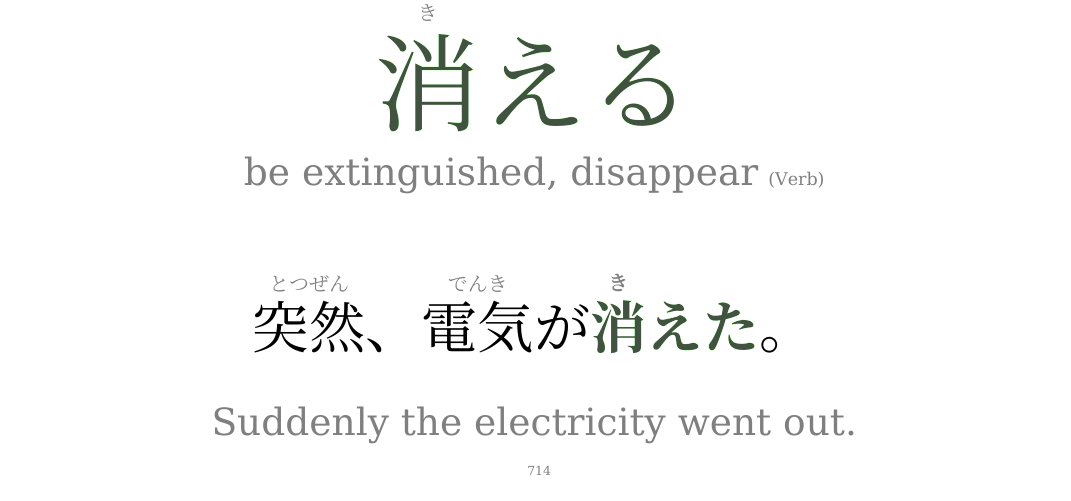 き
消える
be extinguished, disappear (Verb)
とつぜん でんき き
突然、電気が消えた。
Suddenly the electricity went out.
714